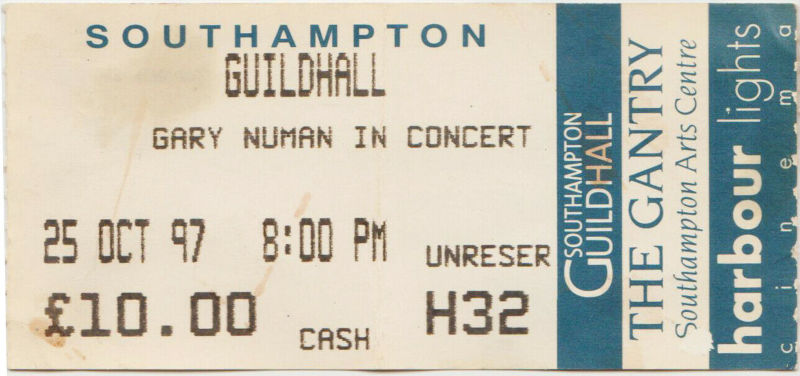 SOUTHAMPTON
GUILDHALL
GARY NUMAN IN CONCERT
25 OCT 97 8:00 PM
UNRESER
£10.00 CASH H32
SOUTHAMPTON
GUILDHALL
THE GANTRY
Southampton Arts Centre
harbour lights
cinema